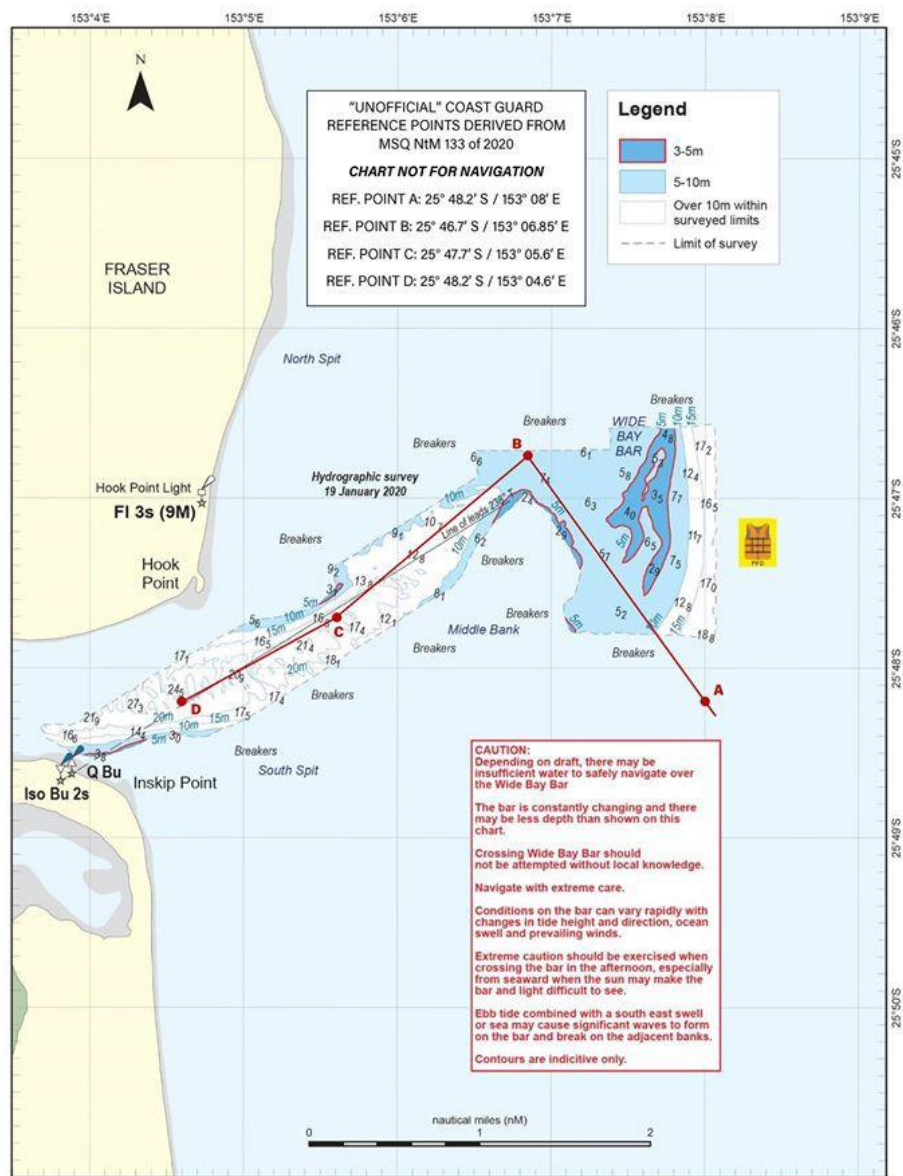 153°4'E 153°5'E 153°6'E 153°7'E 153°8'E 153°9'E
N
"UNOFFICIAL" COAST GUARD
REFERENCE POINTS DERIVED FROM
MSQ NtM 133 of 2020
CHART NOT FOR NAVIGATION
REF. POINT A: 25° 48.2' S / 153° 08' E
REF. POINT B: 25° 46.7' S / 153° 06.85' E
REF. POINT C: 25° 47.7' S / 153° 05.6' E
REF. POINT D: 25° 48.2' S / 153° 04.6' E
Legend
3-5m
5-10m
Over 10m within
surveyed limits
Limit of survey
25°45'S
25°46'S
25°47'S
25°48'S
25°49'S
25°50'S
FRASER
ISLAND
North Spit
Breakers
Breakers
Breakers
WIDE
BAY
BAR
B
Hydrographic survey
19 January 2020
Line of leads 238° T
Hook Point Light
Fl 3s (9M)
Hook
Point
Breakers
Breakers
Breakers
Middle Bank
Breakers
Breakers
Breakers
Breakers
South Spit
C
D
A
PFD
Q Bu
Iso Bu 2s
Inskip Point
CAUTION:
Depending on draft, there may be
insufficient water to safely navigate over
the Wide Bay Bar
The bar is constantly changing and there
may be less depth than shown on this
chart.
Crossing Wide Bay Bar should
not be attempted without local knowledge.
Navigate with extreme care.
Conditions on the bar can vary rapidly with
changes in tide height and direction, ocean
swell and prevailing winds.
Extreme caution should be exercised when
crossing the bar in the afternoon, especially
from seaward when the sun may make the
bar and light difficult to see.
Ebb tide combined with a south east swell
or sea may cause significant waves to form
on the bar and break on the adjacent banks.
Contours are indicitive only.
nautical miles (nM)
0 1 2